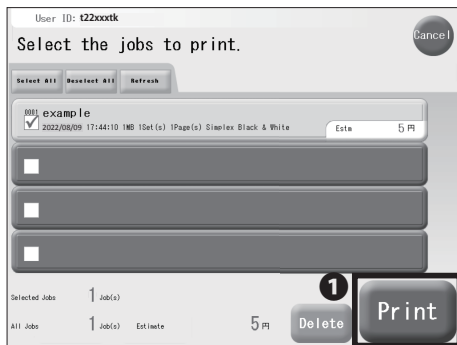 User ID: t22xxxtk
Select the jobs to print.
Cancel
Select All Deselect All Refresh
0001 example
2022/08/09 17:44:10 1MB 1Set(s) 1Page(s) Simplex Black & White Estm 5 円
Selected Jobs 1 Job(s)
All Jobs 1 Job(s) Estimate 5 円
1
Delete
Print